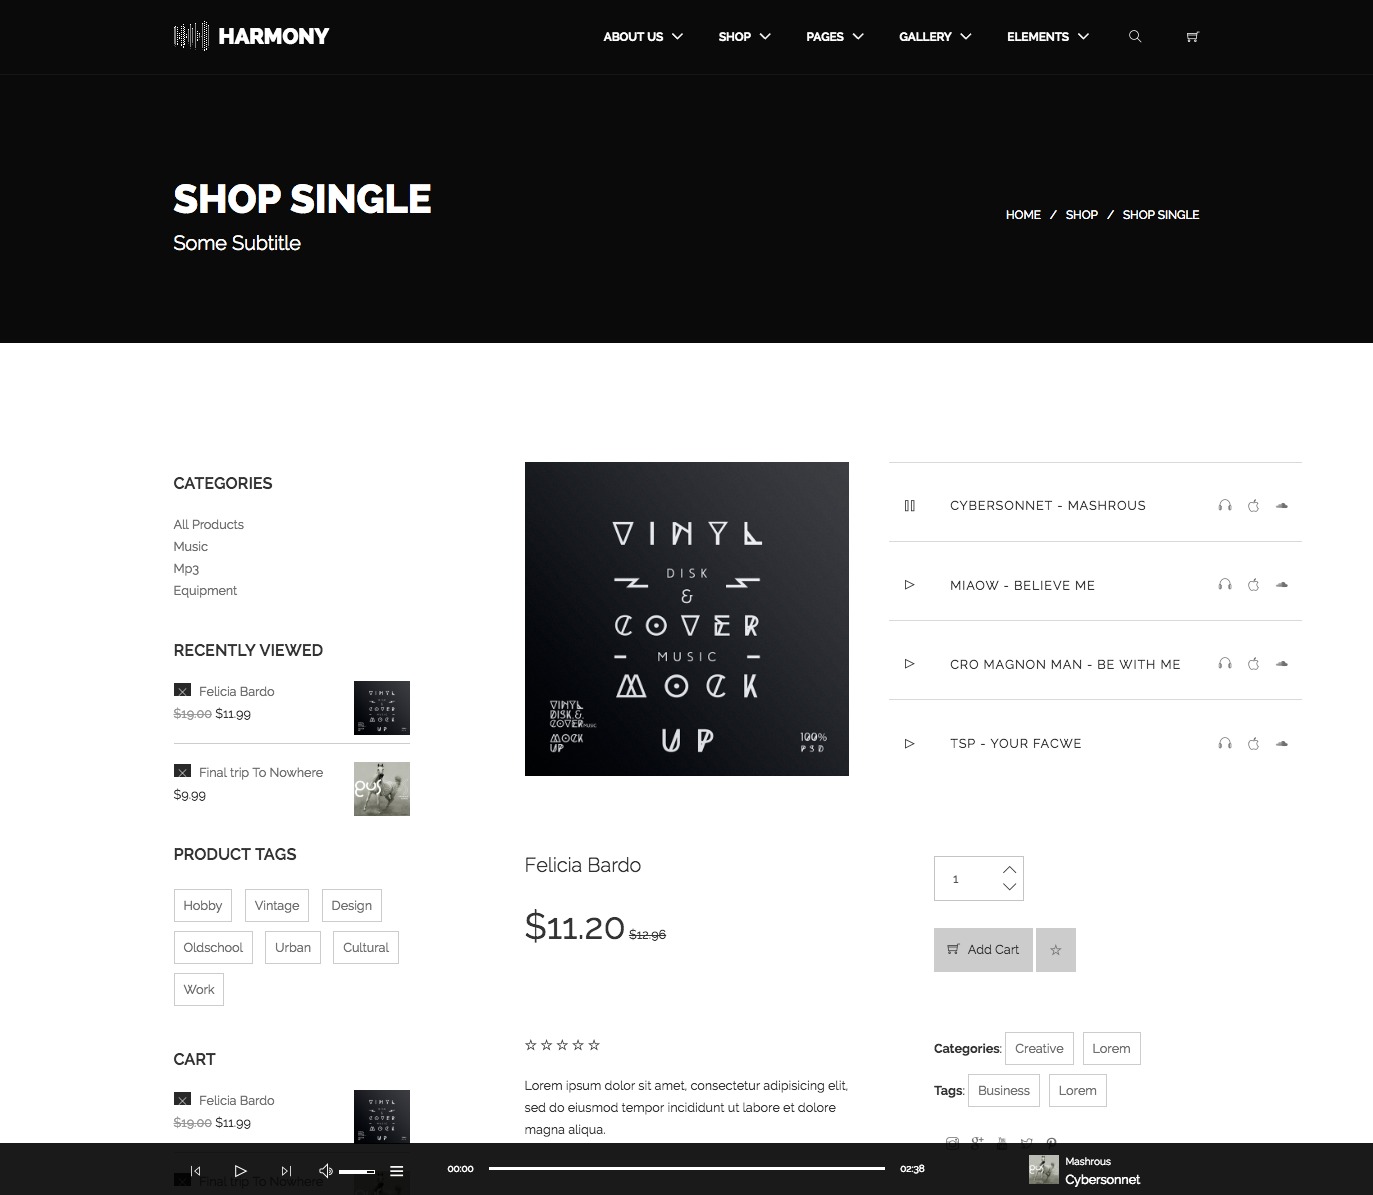 HARMONY
ABOUT US
SHOP
PAGES
GALLERY
ELEMENTS
SHOP SINGLE
Some Subtitle
HOME / SHOP / SHOP SINGLE
CATEGORIES
All Products
Music
Mp3
Equipment
RECENTLY VIEWED
Felicia Bardo
$19.00 $11.99
Final trip To Nowhere
$9.99
gus
PRODUCT TAGS
Hobby
Vintage
Design
Oldschool
Urban
Cultural
Work
CART
Felicia Bardo
$19.00 $11.99
Final trip To Nowhere
VINYL
DISK
&
COVER
MUSIC
MOCK
UP
VINYL
DISK &
COVER MUSIC
MOCK
UP
100%
PSD
CYBERSONNET - MASHROUS
MIAOW - BELIEVE ME
CRO MAGNON MAN - BE WITH ME
TSP - YOUR FACWE
Felicia Bardo
$11.20 $12.96
1
Add Cart
Lorem ipsum dolor sit amet, consectetur adipisicing elit,
sed do eiusmod tempor incididunt ut labore et dolore
magna aliqua.
Categories: Creative Lorem
Tags: Business Lorem
00:00
02:38
Mashrous
Cybersonnet